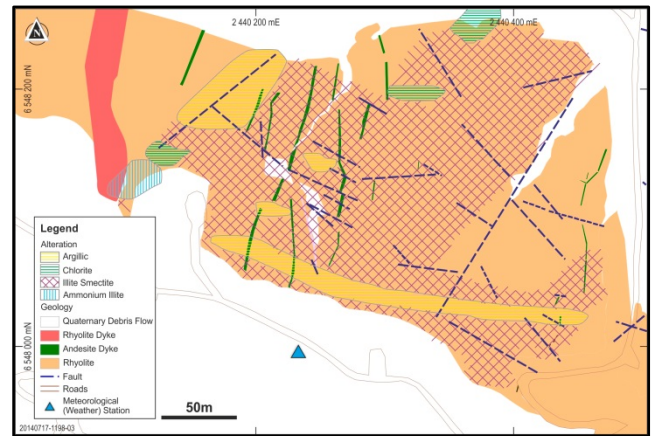 2 440 200 mE
2 440 400 mE
N
6 548 200 mN
6 548 000 mN
Legend
Alteration
Argillic
Chlorite
Illite Smectite
Ammonium Illite
Geology
Quaternary Debris Flow
Rhyolite Dyke
Andesite Dyke
Rhyolite
Fault
Roads
Meteorological
(Weather) Station
50m
20140717-1198-03